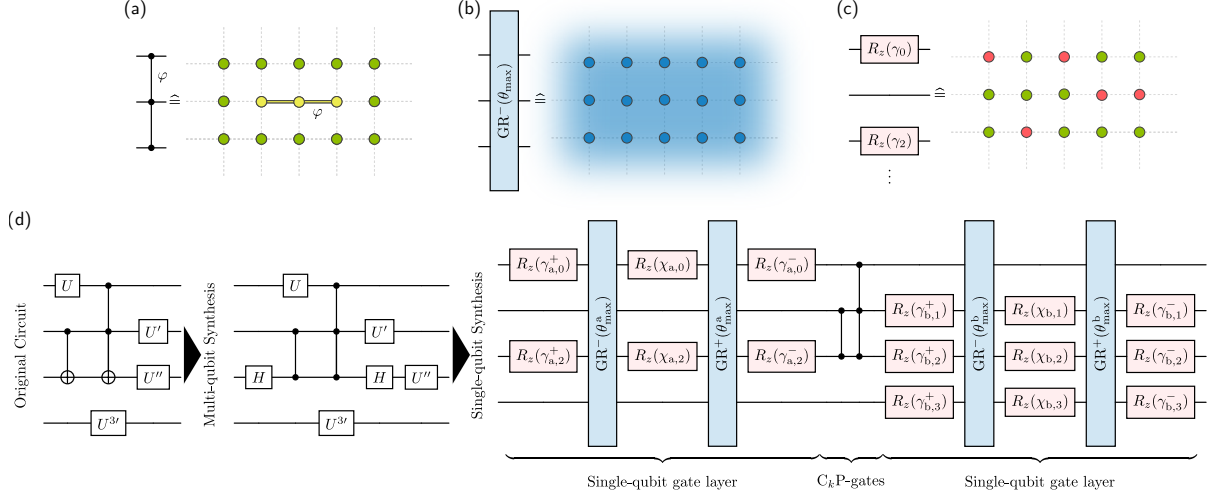 (a)
φ
≙
φ
(b)
GR⁻(θ_max)
≙
(c)
R_z(γ_0)
R_z(γ_2)
⋮
≙
(d)
Original Circuit
U
U′
U″
U^{3′}
Multi-qubit Synthesis
U
H
U′
H
U″
U^{3′}
Single-qubit Synthesis
R_z(γ^+_{a,0})
R_z(γ^+_{a,2})
GR⁻(θ^a_max)
R_z(χ_{a,0})
R_z(χ_{a,2})
GR⁺(θ^a_max)
R_z(γ^-_{a,0})
R_z(γ^-_{a,2})
R_z(γ^+_{b,1})
R_z(γ^+_{b,2})
R_z(γ^+_{b,3})
GR⁻(θ^b_max)
R_z(χ_{b,1})
R_z(χ_{b,2})
R_z(χ_{b,3})
GR⁺(θ^b_max)
R_z(γ^-_{b,1})
R_z(γ^-_{b,2})
R_z(γ^-_{b,3})
Single-qubit gate layer
C_kP-gates
Single-qubit gate layer